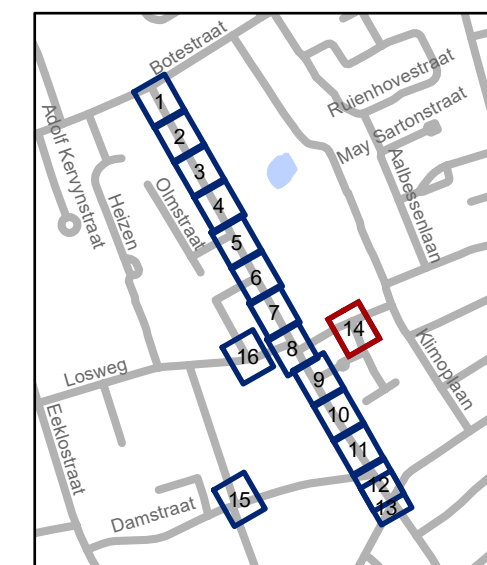 Botestraat
Ruienhovestraat
May Sartonstraat
Adolf Kervynstraat
Aalbessenlaan
Heizen
Olmstraat
1
2
3
4
5
6
7
8
14
16
9
Klimoplaan
Losweg
10
Eeklostraat
11
12
15
13
Damstraat